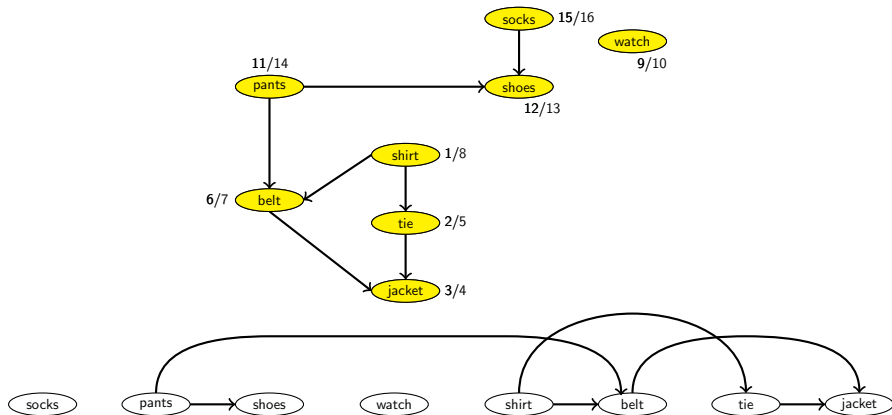 socks 15/16
watch
9/10
11/14
pants
shoes
12/13
shirt 1/8
6/7 belt
tie 2/5
jacket 3/4
socks pants shoes watch shirt belt tie jacket